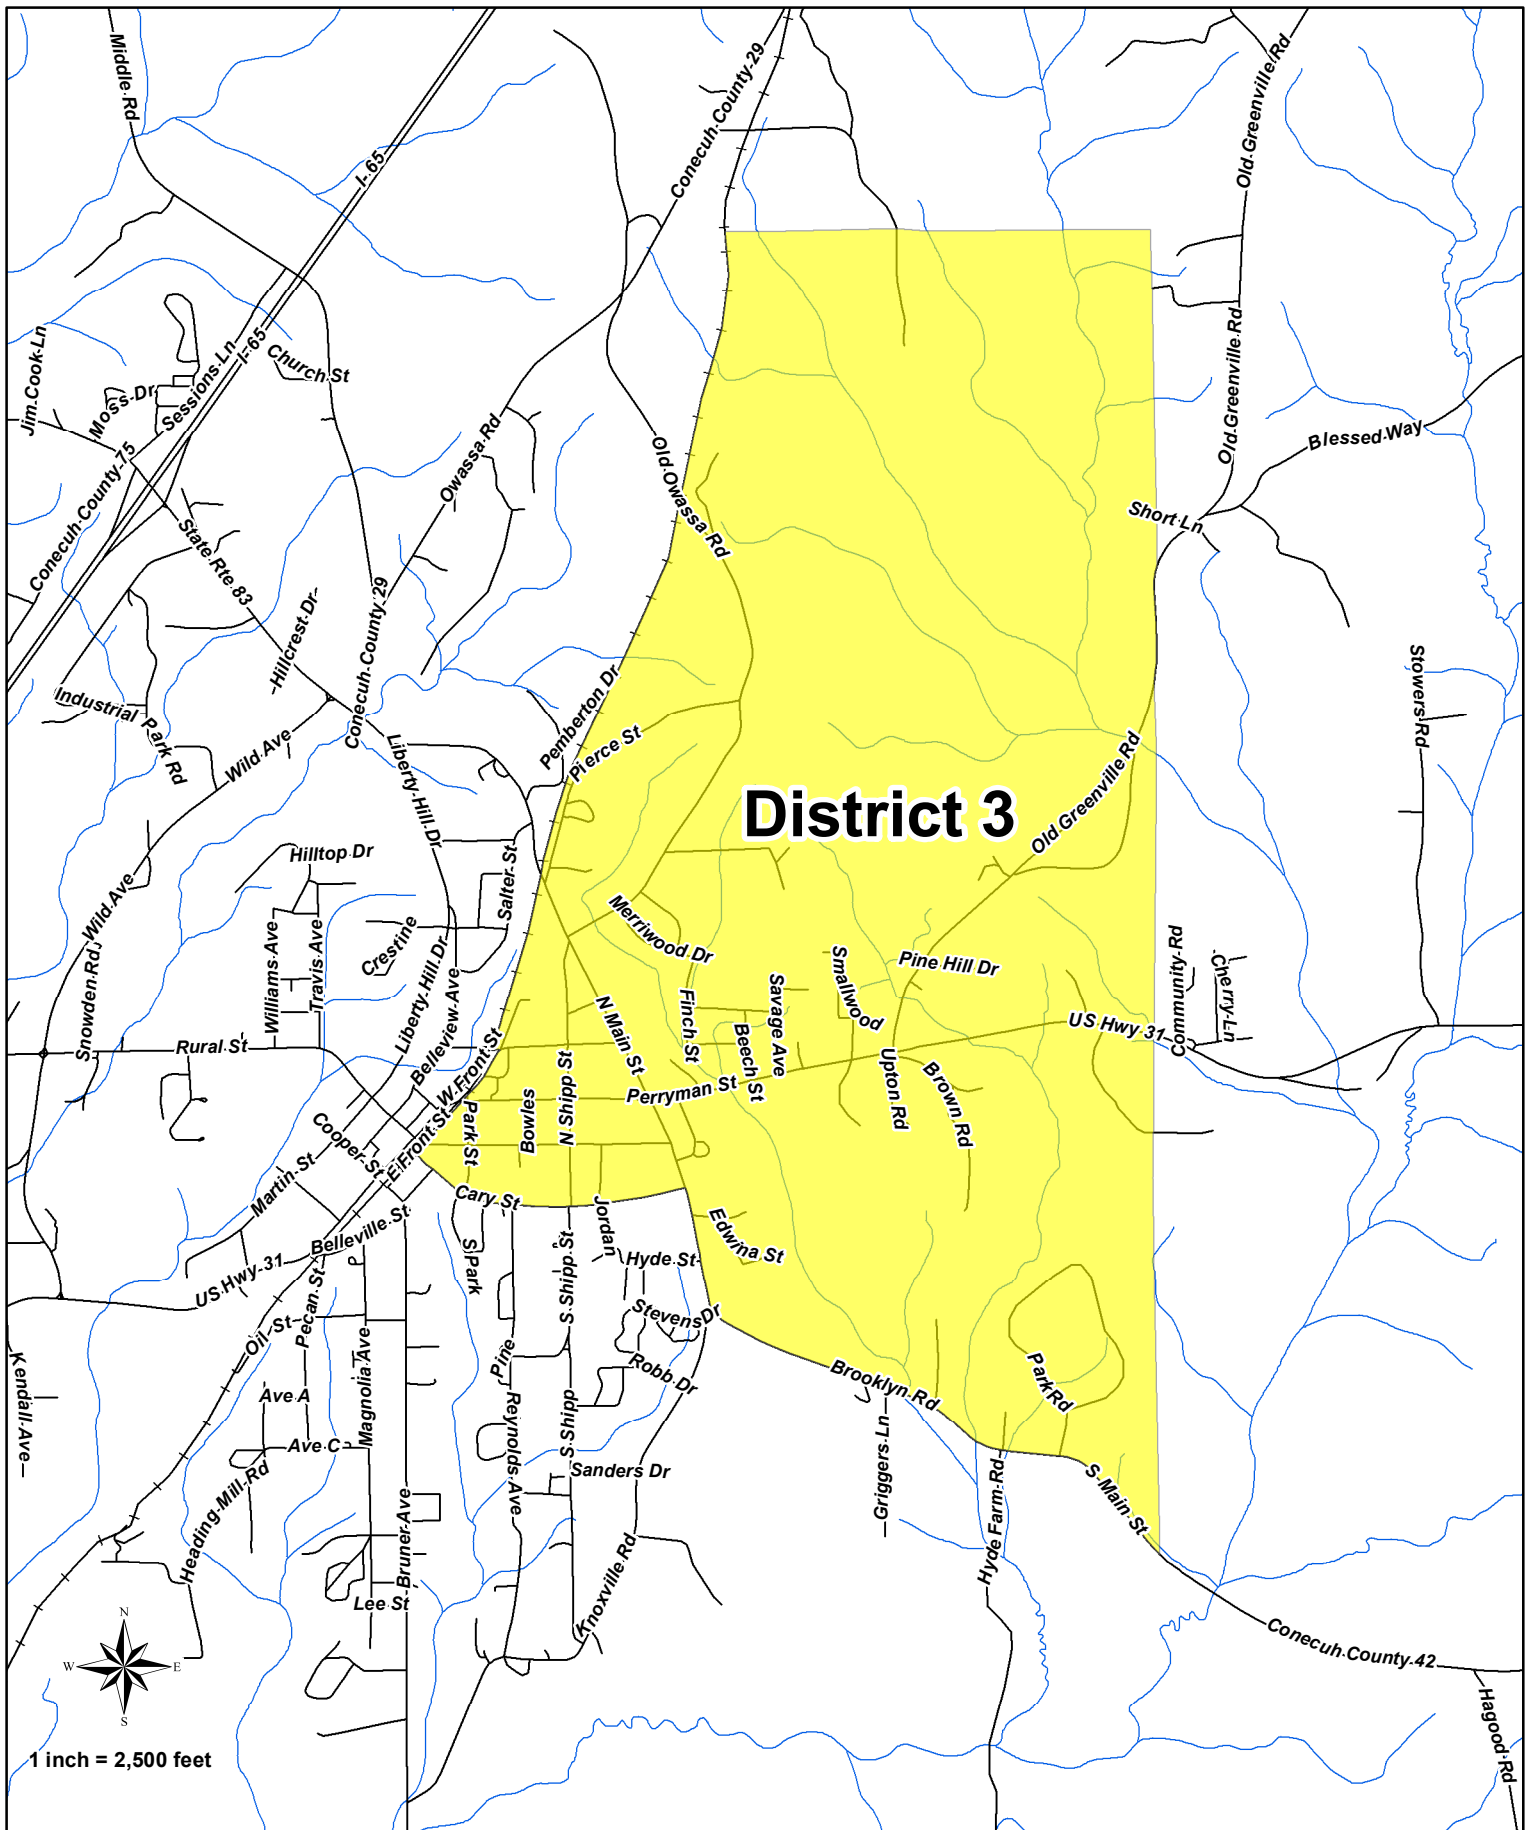 Middle Rd
I-65
Conecuh County 29
Old Greenville Rd
Jim Cook Ln
Moss Dr
Sessions Ln
I-65
Church St
Old Greenville Rd
Blessed Way
Conecuh County 75
Owassa Rd
Old Owassa Rd
Short Ln
State Rte 83
Hillcrest Dr
Conecuh County 29
Industrial Park Rd
Wild Ave
Liberty Hill Dr
Pemberton Dr
Pierce St
Stowers Rd
District 3
Old Greenville Rd
Hilltop Dr
Salter St
Wild Ave
Snowden Rd
Williams Ave
Travis Ave
Crestine
Liberty Hill Dr
Belleview Ave
Merriwood Dr
Finch St
N Main St
Savage Ave
Beech St
Smallwood
Pine Hill Dr
US Hwy 31
Community Rd
Cherry Ln
Rural St
W Front St
E Front St
Park St
Bowles
N Shipp St
Perryman St
Upton Rd
Brown Rd
Cooper St
Martin St
Cary St
Jordan
Edwina St
Belleville St
US Hwy 31
S Park
S Shipp St
Hyde St
Stevens Dr
Oil St
Pecan St
Magnolia Ave
Pine
Robb Dr
Brooklyn Rd
Park Rd
Kendall Ave
Ave A
Ave C
Reynolds Ave
S Shipp
Sanders Dr
Griggers Ln
Hyde Farm Rd
S Main St
Heading Mill Rd
Bruner Ave
Lee St
Knoxville Rd
Conecuh County 42
Hagood Rd
N
W E
S
1 inch = 2,500 feet